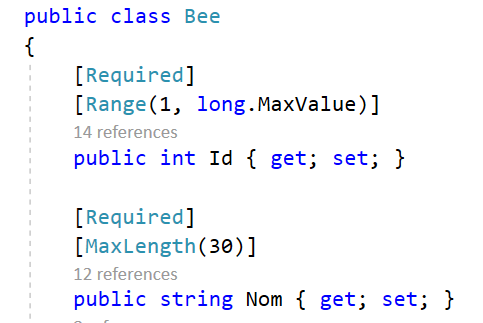 public class Bee
{
[Required]
[Range(1, long.MaxValue)]
14 references
public int Id { get; set; }
[Required]
[MaxLength(30)]
12 references
public string Nom { get; set; }